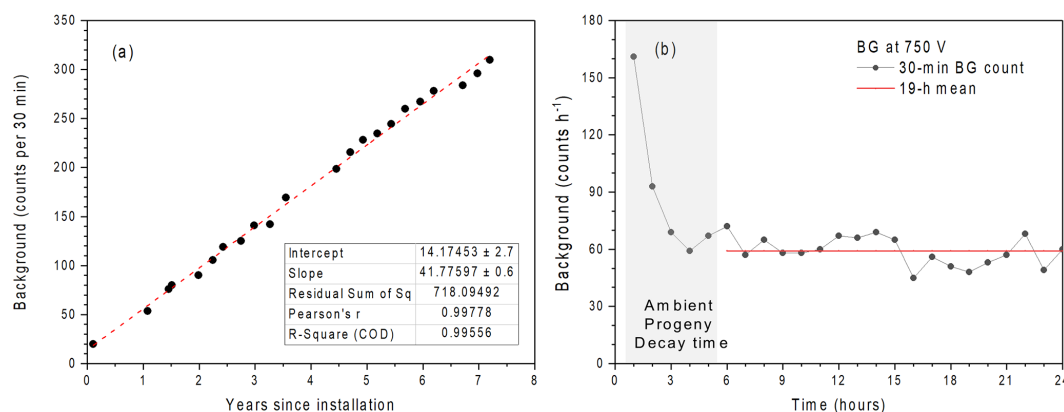 350
300
250
200
150
100
50
0
Background (counts per 30 min)
(a)
Intercept 14.17453 ± 2.7
Slope 41.77597 ± 0.6
Residual Sum of Sq 718.09492
Pearson's r 0.99778
R-Square (COD) 0.99556
0 1 2 3 4 5 6 7 8
Years since installation
180
150
120
90
60
30
0
Background (counts h⁻¹)
(b)
BG at 750 V
30-min BG count
19-h mean
Ambient
Progeny
Decay time
0 3 6 9 12 15 18 21 24
Time (hours)